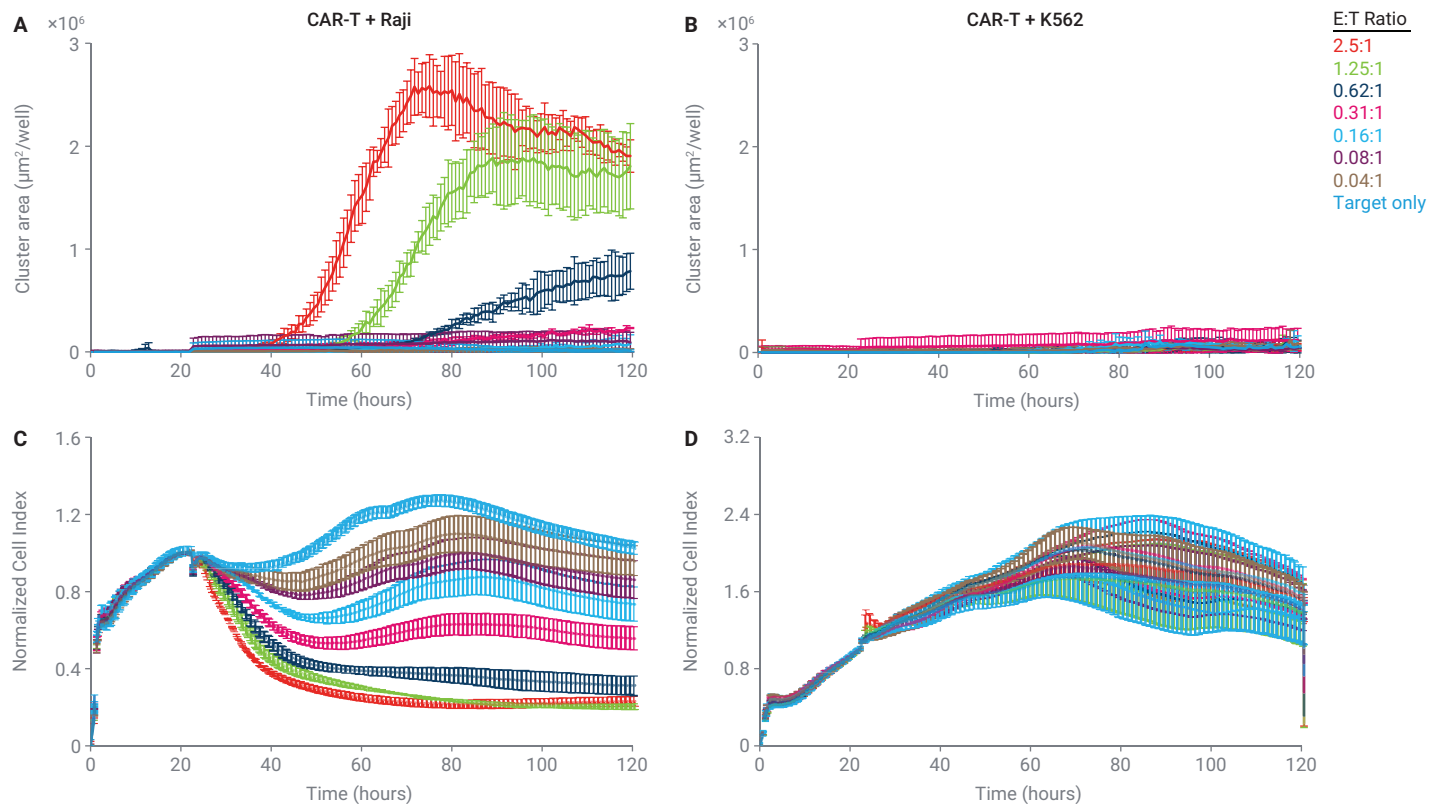 A
×10⁶
CAR-T + Raji
3
2
1
0
Cluster area (µm²/well)
0 20 40 60 80 100 120
Time (hours)
B
×10⁶
CAR-T + K562
3
2
1
0
Cluster area (µm²/well)
0 20 40 60 80 100 120
Time (hours)
E:T Ratio
2.5:1
1.25:1
0.62:1
0.31:1
0.16:1
0.08:1
0.04:1
Target only
C
1.6
1.2
0.8
0.4
0
Normalized Cell Index
0 20 40 60 80 100 120
Time (hours)
D
3.2
2.4
1.6
0.8
0
Normalized Cell Index
0 20 40 60 80 100 120
Time (hours)